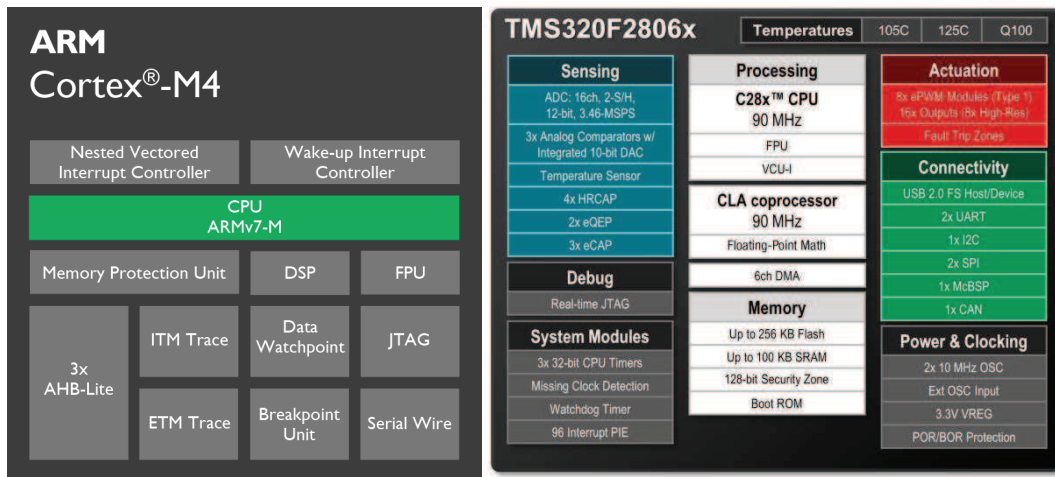 ARM
Cortex®-M4
Nested Vectored
Interrupt Controller
Wake-up Interrupt
Controller
CPU
ARMv7-M
Memory Protection Unit
DSP
FPU
3x
AHB-Lite
ITM Trace
Data
Watchpoint
JTAG
ETM Trace
Breakpoint
Unit
Serial Wire
TMS320F2806x
Temperatures
105C
125C
Q100
Sensing
ADC: 16ch, 2-S/H,
12-bit, 3.46-MSPS
3x Analog Comparators w/
Integrated 10-bit DAC
Temperature Sensor
4x HRCAP
2x eQEP
3x eCAP
Debug
Real-time JTAG
System Modules
3x 32-bit CPU Timers
Missing Clock Detection
Watchdog Timer
96 Interrupt PIE
Processing
C28x™ CPU
90 MHz
FPU
VCU-I
CLA coprocessor
90 MHz
Floating-Point Math
6ch DMA
Memory
Up to 256 KB Flash
Up to 100 KB SRAM
128-bit Security Zone
Boot ROM
Actuation
8x ePWM Modules (Type 1)
16x Outputs (8x High-Res)
Fault Trip Zones
Connectivity
USB 2.0 FS Host/Device
2x UART
1x I2C
2x SPI
1x McBSP
1x CAN
Power & Clocking
2x 10 MHz OSC
Ext OSC Input
3.3V VREG
POR/BOR Protection